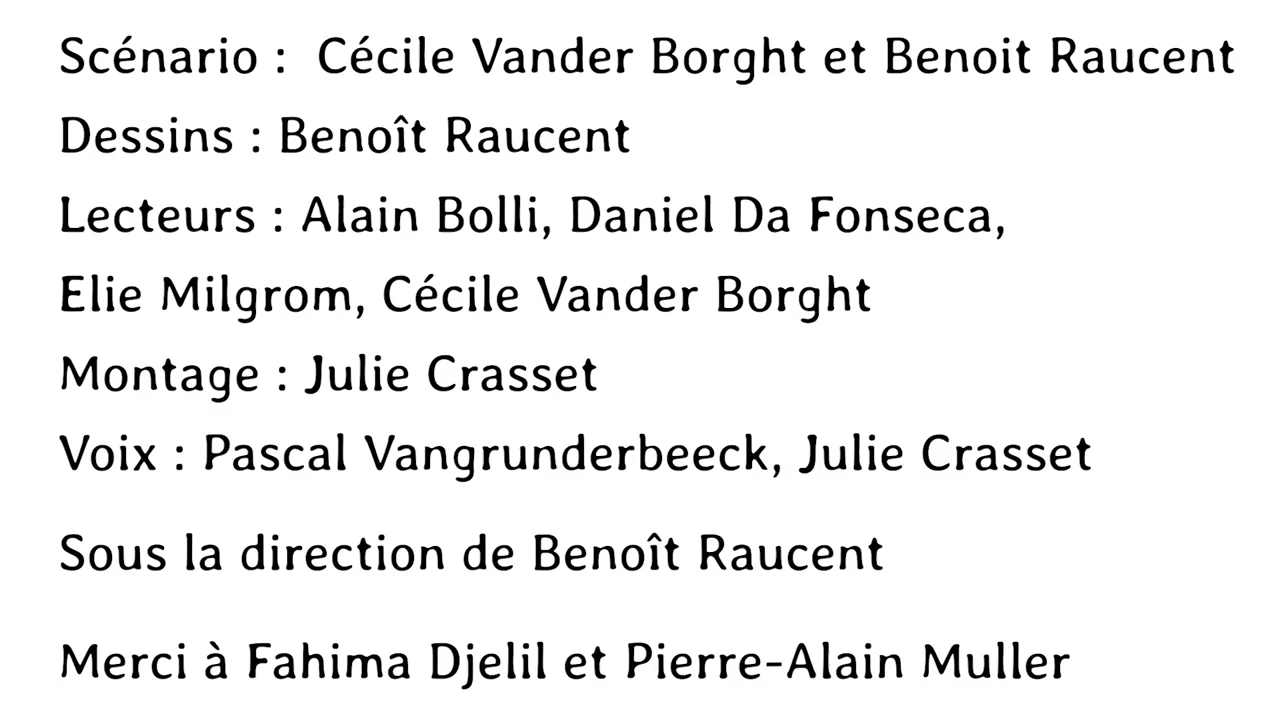 Scénario :  Cécile Vander Borght et Benoit Raucent
Dessins : Benoît Raucent
Lecteurs : Alain Bolli, Daniel Da Fonseca,
Elie Milgrom, Cécile Vander Borght
Montage : Julie Crasset
Voix : Pascal Vangrunderbeeck, Julie Crasset
Sous la direction de Benoît Raucent
Merci à Fahima Djelil et Pierre-Alain Muller